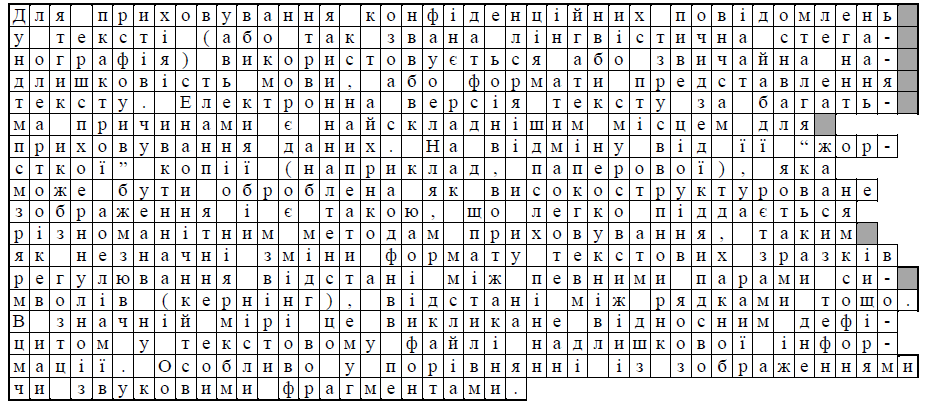 Для приховування конфіденційних повідомлень
у тексті (або так звана лінгвістична стега-
нографія) використовується або звичайна на-
длишковість мови, або формати представлення
тексту. Електронна версія тексту за багать-
ма причинами є найскладнішим місцем для
приховування даних. На відміну від її “жор-
сткої” копії (наприклад, паперової), яка
може бути оброблена як високоструктуроване
зображення і є такою, що легко піддається
різноманітним методам приховування, таким
як незначні зміни формату текстових зразків
регулювання відстані між певними парами си-
мволів (кернінг), відстані між рядками тощо.
В значній мірі це викликане відносним дефі-
цитом у текстовому файлі надлишкової інфор-
мації. Особливо у порівнянні із зображеннями
чи звуковими фрагментами.